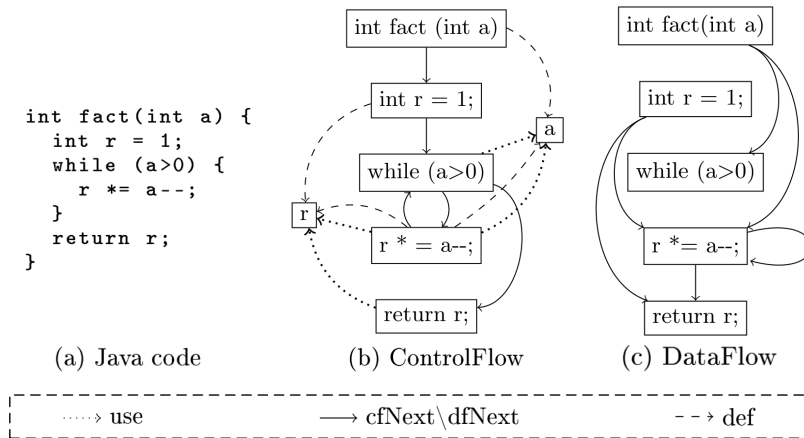 int fact(int a) {
int r = 1;
while (a>0) {
r *= a--;
}
return r;
}
(a) Java code
int fact (int a)
int r = 1;
a
while (a>0)
r
r * = a--;
return r;
(b) ControlFlow
int fact(int a)
int r = 1;
while (a>0)
r *= a--;
return r;
(c) DataFlow
use
cfNext\dfNext
def